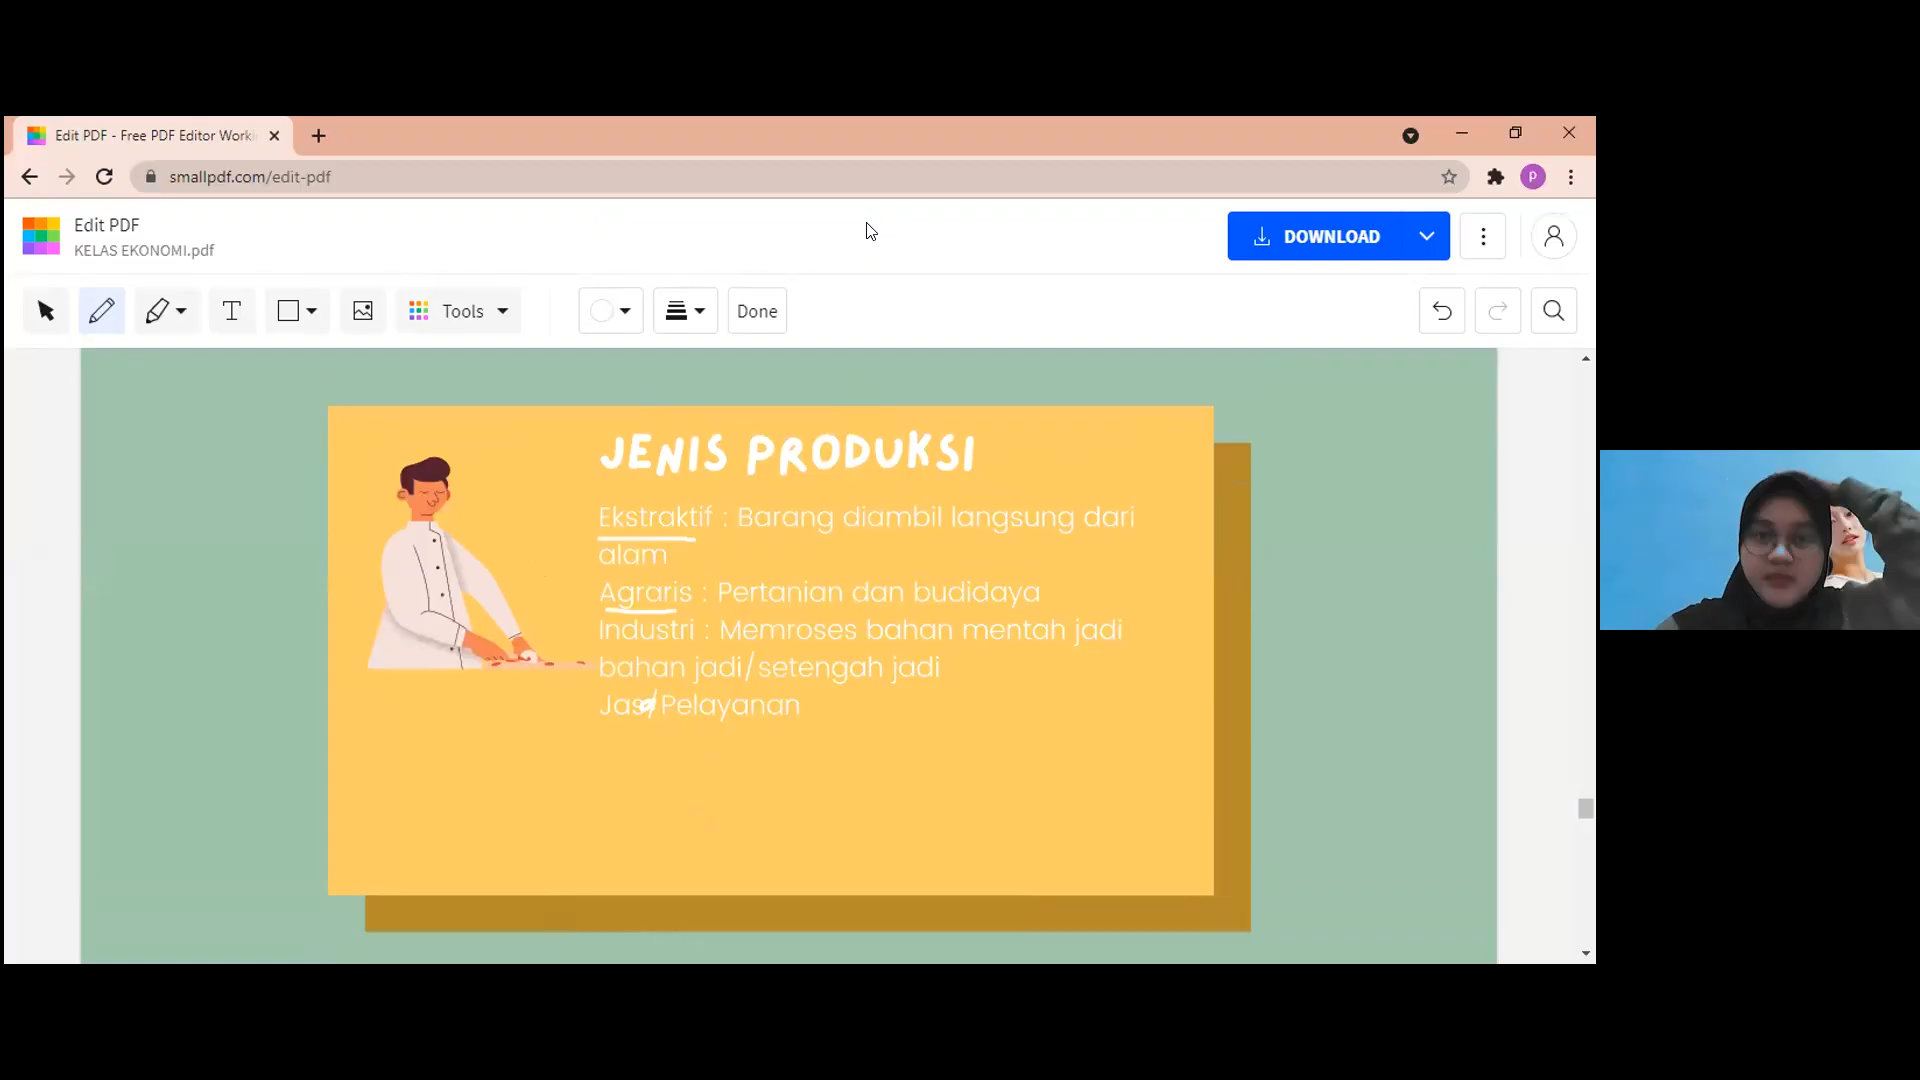 Edit PDF - Free PDF Editor Worki
smallpdf.com/edit-pdf
P
Edit PDF
KELAS EKONOMI.pdf
DOWNLOAD
T
Tools
Done
JENIS PRODUKSI
Ekstraktif : Barang diambil langsung dari
alam
Agraris : Pertanian dan budidaya
Industri : Memroses bahan mentah jadi
bahan jadi/setengah jadi
Jasa/Pelayanan